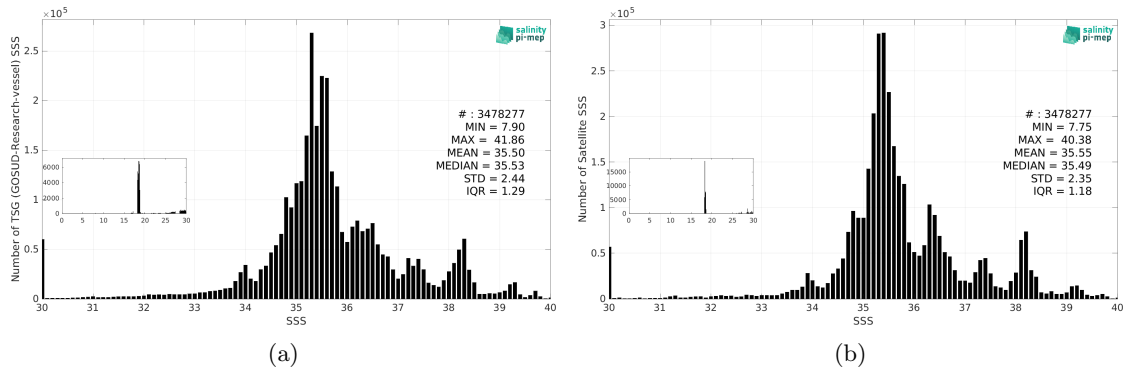 ×10⁵
2.5
2
1.5
1
0.5
0
Number of TSG (GOSUD-Research-vessel) SSS
salinity
pi-mep
# : 3478277
MIN = 7.90
MAX = 41.86
MEAN = 35.50
MEDIAN = 35.53
STD = 2.44
IQR = 1.29
6000
4000
2000
0
0 5 10 15 20 25 30
30 31 32 33 34 35 36 37 38 39 40
SSS
(a)
×10⁵
3
2.5
2
1.5
1
0.5
0
Number of Satellite SSS
salinity
pi-mep
# : 3478277
MIN = 7.75
MAX = 40.38
MEAN = 35.55
MEDIAN = 35.49
STD = 2.35
IQR = 1.18
15000
10000
5000
0
0 5 10 15 20 25 30
30 31 32 33 34 35 36 37 38 39 40
SSS
(b)